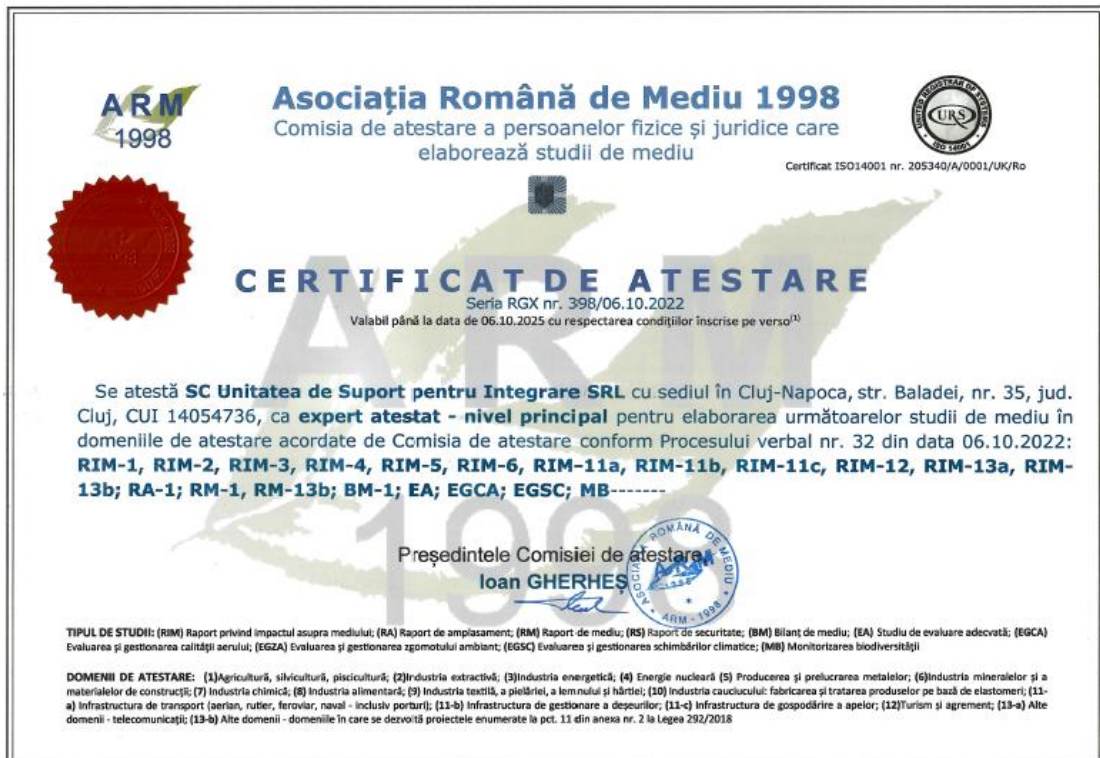 ARM
1998
Asociația Română de Mediu 1998
Comisia de atestare a persoanelor fizice și juridice care
elaborează studii de mediu
UNITED REGISTRAR OF SYSTEMS
URS
ISO 14001
Certificat ISO14001 nr. 205340/A/0001/UK/Ro
CERTIFICAT DE ATESTARE
Seria RGX nr. 398/06.10.2022
Valabil până la data de 06.10.2025 cu respectarea condițiilor înscrise pe verso(1)
ARM
1998
Se atestă SC Unitatea de Suport pentru Integrare SRL cu sediul în Cluj-Napoca, str. Baladei, nr. 35, jud.
Cluj, CUI 14054736, ca expert atestat - nivel principal pentru elaborarea următoarelor studii de mediu în
domeniile de atestare acordate de Comisia de atestare conform Procesului verbal nr. 32 din data 06.10.2022:
RIM-1, RIM-2, RIM-3, RIM-4, RIM-5, RIM-6, RIM-11a, RIM-11b, RIM-11c, RIM-12, RIM-13a, RIM-
13b; RA-1; RM-1, RM-13b; BM-1; EA; EGCA; EGSC; MB-------
Președintele Comisiei de atestare
Ioan GHERHEȘ
ASOCIAȚIA ROMÂNĂ DE MEDIU
ARM
1998
ARM - 1998
TIPUL DE STUDII: (RIM) Raport privind impactul asupra mediului; (RA) Raport de amplasament; (RM) Raport de mediu; (RS) Raport de securitate; (BM) Bilanț de mediu; (EA) Studiu de evaluare adecvată; (EGCA)
Evaluarea și gestionarea calității aerului; (EGZA) Evaluarea și gestionarea zgomotului ambiant; (EGSC) Evaluarea și gestionarea schimbărilor climatice; (MB) Monitorizarea biodiversității
DOMENII DE ATESTARE: (1)Agricultură, silvicultură, piscicultură; (2)Industria extractivă; (3)Industria energetică; (4) Energie nucleară (5) Producerea și prelucrarea metalelor; (6)Industria mineralelor și a
materialelor de construcții; (7) Industria chimică; (8) Industria alimentară; (9) Industria textilă, a pielăriei, a lemnului și hârtiei; (10) Industria cauciucului: fabricarea și tratarea produselor pe bază de elastomeri; (11-
a) Infrastructura de transport (aerian, rutier, feroviar, naval - inclusiv porturi); (11-b) Infrastructura de gestionare a deșeurilor; (11-c) Infrastructura de gospodărire a apelor; (12)Turism și agrement; (13-a) Alte
domenii - telecomunicații; (13-b) Alte domenii - domeniile în care se dezvoltă proiectele enumerate la pct. 11 din anexa nr. 2 la Legea 292/2018